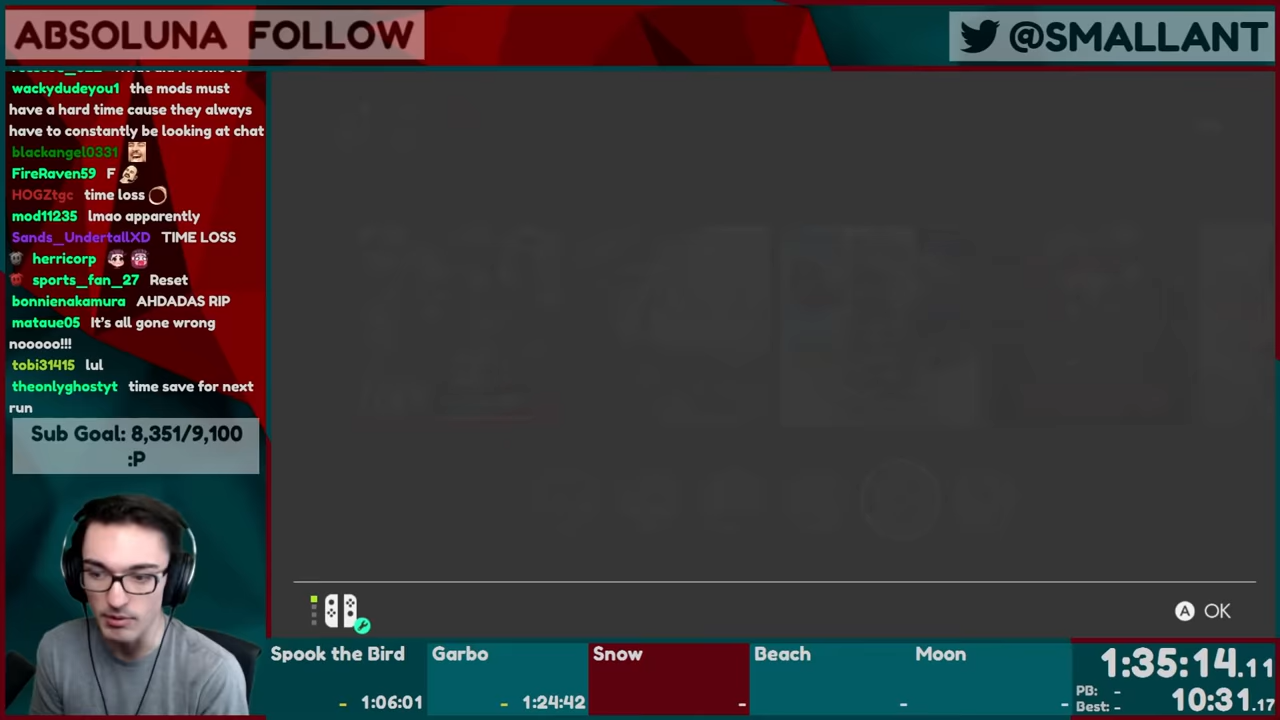 ABSOLUNA FOLLOW
@SMALLANT
wackydudeyou1 the mods must
have a hard time cause they always
have to constantly be looking at chat
blackangel0331
FireRaven59 F
HOGZtgc time loss
mod11235 lmao apparently
Sands_UndertallXD TIME LOSS
herricorp
sports_fan_27 Reset
bonnienakamura AHDADAS RIP
mataue05 It's all gone wrong
nooooo!!!
tobi31415 lul
theonlyghostyt time save for next
run
Sub Goal: 8,351/9,100
:P
A OK
Spook the Bird
- 1:06:01
Garbo
- 1:24:42
Snow
-
Beach
-
Moon
-
1:35:14.11
PB: -
Best: -
10:31.17